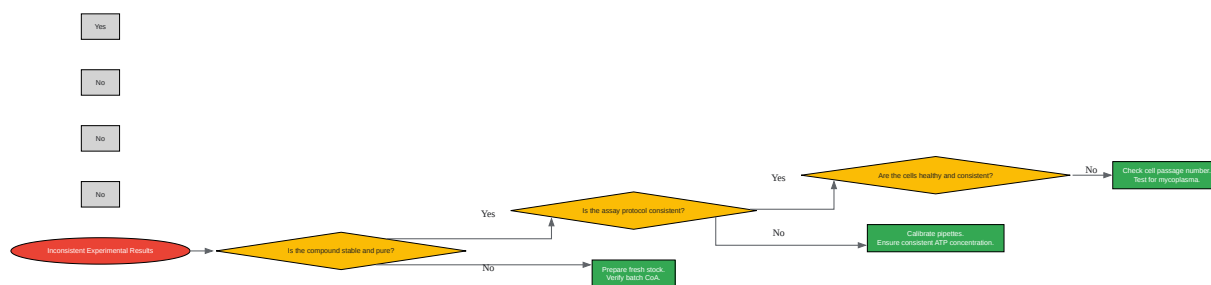 Yes
No
No
No
Inconsistent Experimental Results
Is the compound stable and pure?
Yes
No
Prepare fresh stock.
Verify batch CoA.
Is the assay protocol consistent?
Yes
No
Calibrate pipettes.
Ensure consistent ATP concentration.
Are the cells healthy and consistent?
No
Check cell passage number.
Test for mycoplasma.